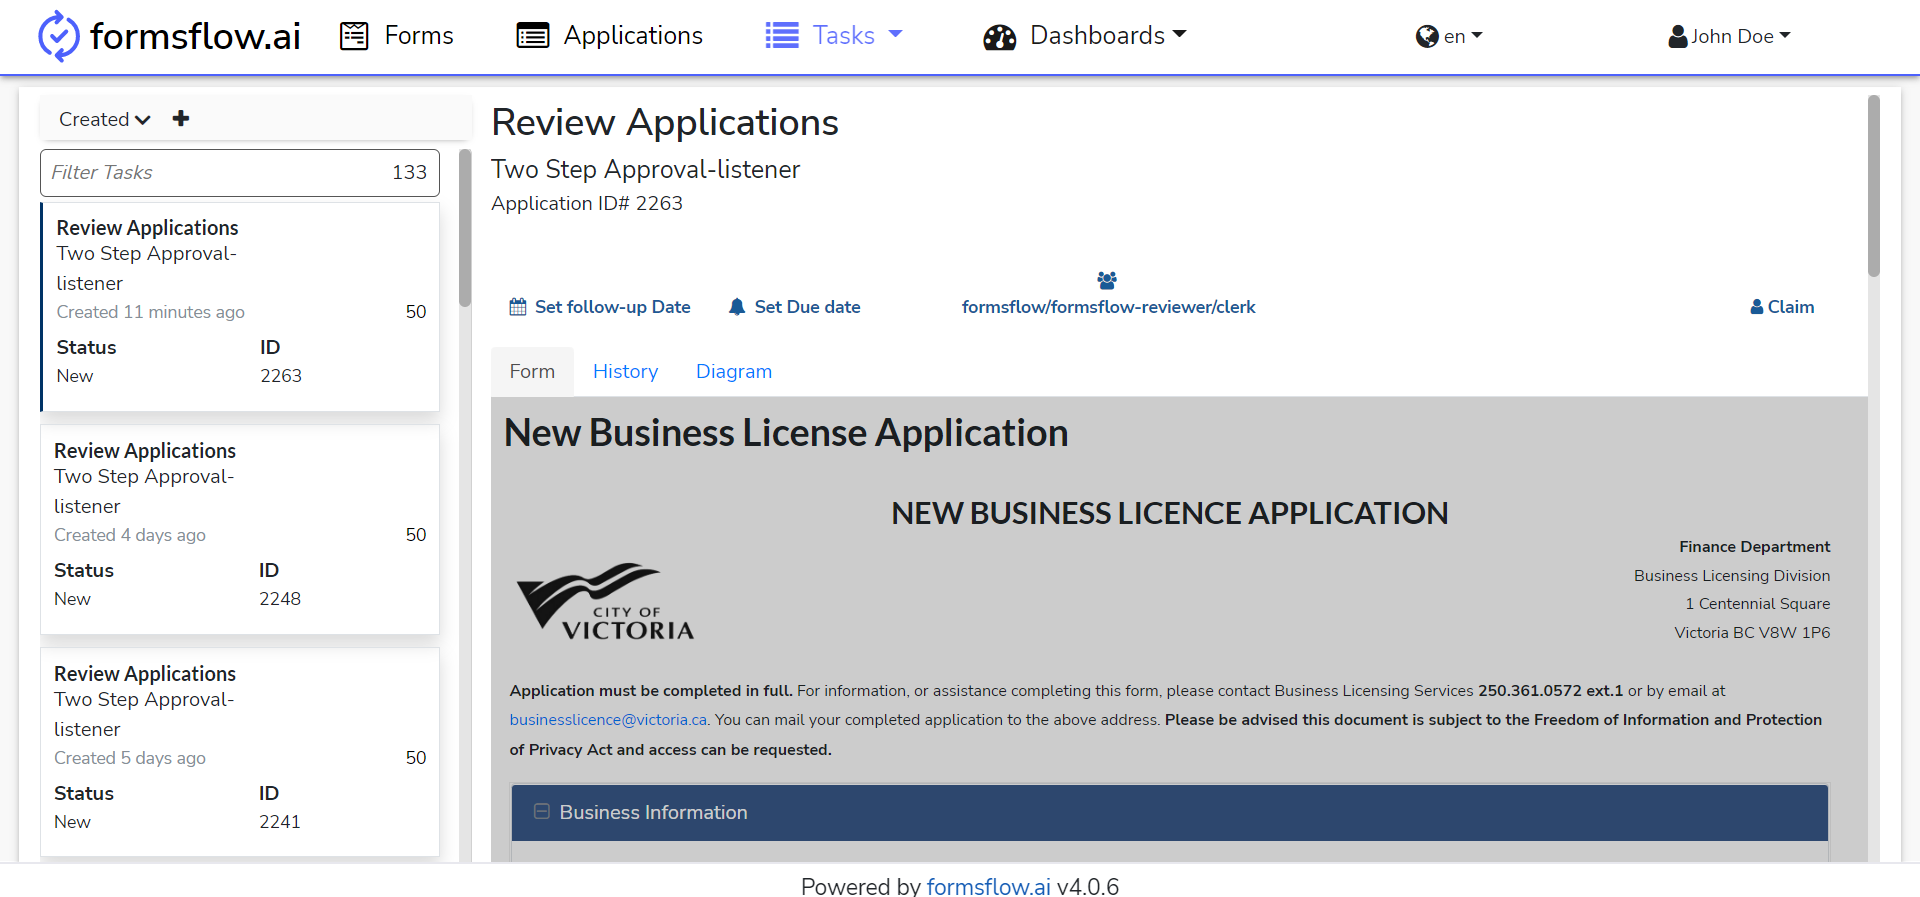 formsflow.ai
Forms
Applications
Tasks
Dashboards
en
John Doe
Created
Filter Tasks 133
Review Applications
Two Step Approval-
listener
Created 11 minutes ago 50
Status ID
New 2263
Review Applications
Two Step Approval-
listener
Created 4 days ago 50
Status ID
New 2248
Review Applications
Two Step Approval-
listener
Created 5 days ago 50
Status ID
New 2241
Review Applications
Two Step Approval-listener
Application ID# 2263
Set follow-up Date
Set Due date
formsflow/formsflow-reviewer/clerk
Claim
Form History Diagram
New Business License Application
NEW BUSINESS LICENCE APPLICATION
CITY OF
VICTORIA
Finance Department
Business Licensing Division
1 Centennial Square
Victoria BC V8W 1P6
Application must be completed in full. For information, or assistance completing this form, please contact Business Licensing Services 250.361.0572 ext.1 or by email at
businesslicence@victoria.ca. You can mail your completed application to the above address. Please be advised this document is subject to the Freedom of Information and Protection
of Privacy Act and access can be requested.
Business Information
Powered by formsflow.ai v4.0.6